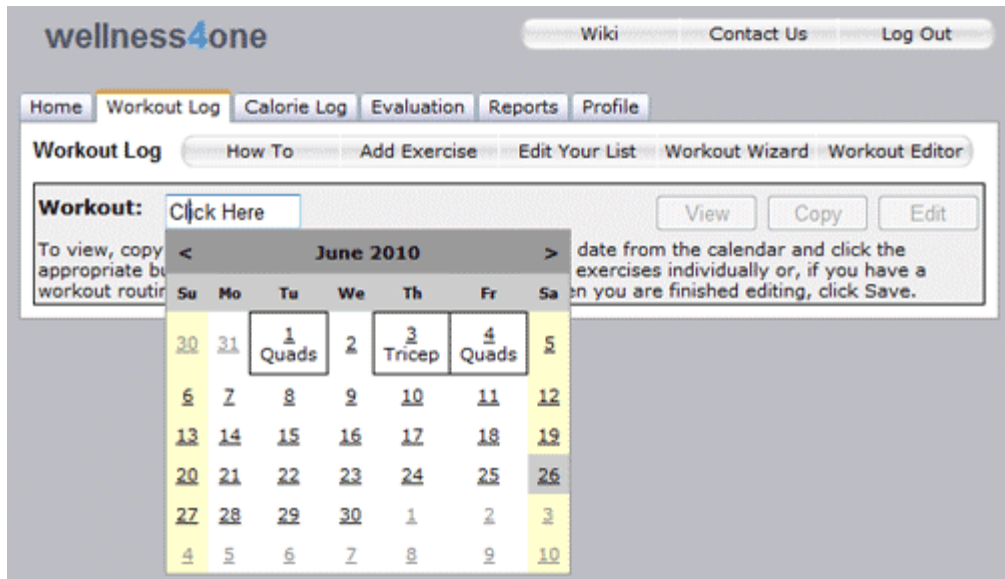 wellness4one
Wiki Contact Us Log Out
Home Workout Log Calorie Log Evaluation Reports Profile
Workout Log How To Add Exercise Edit Your List Workout Wizard Workout Editor
Workout: Click Here View Copy Edit
To view, copy date from the calendar and click the
appropriate exercises individually or, if you have a
workout you are finished editing, click Save.
< June 2010 >
Su Mo Tu We Th Fr Sa
30 31 1 2 3 4 5
Quads Tricep Quads
6 7 8 9 10 11 12
13 14 15 16 17 18 19
20 21 22 23 24 25 26
27 28 29 30 1 2 3
4 5 6 7 8 9 10